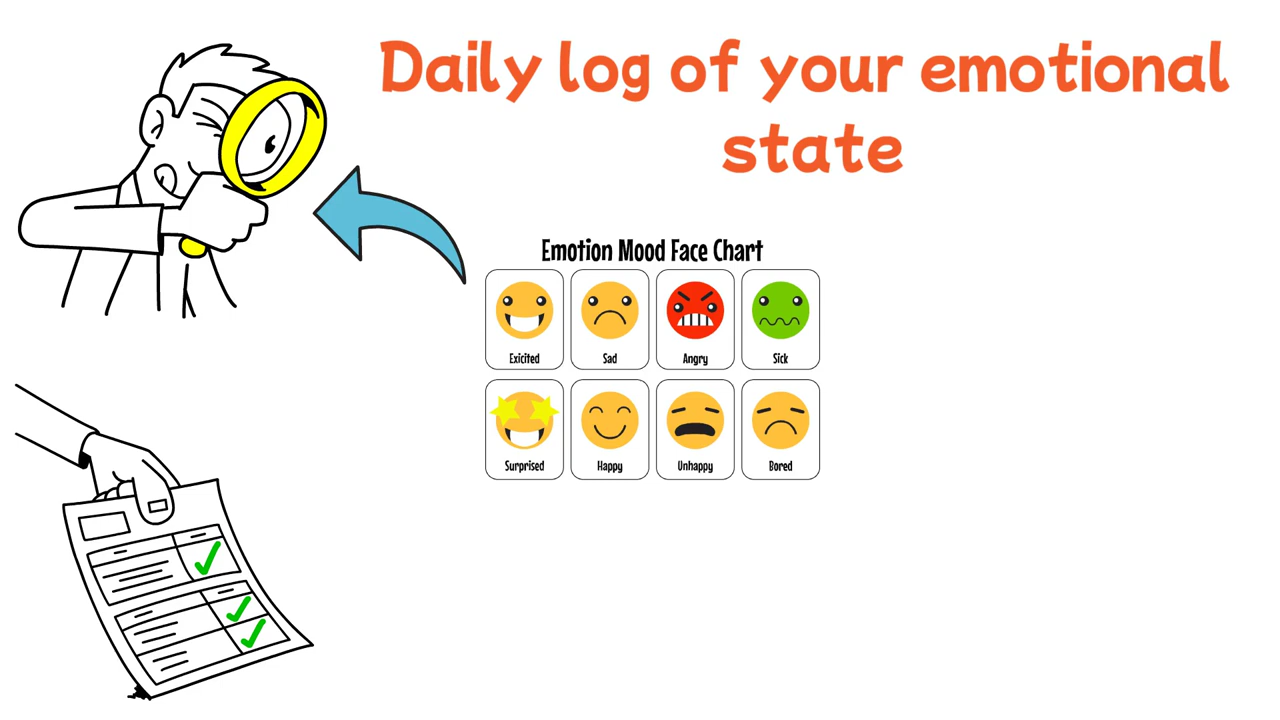 Daily log of your emotional
state
Emotion Mood Face Chart
Exicited Sad Angry Sick
Surprised Happy Unhappy Bored